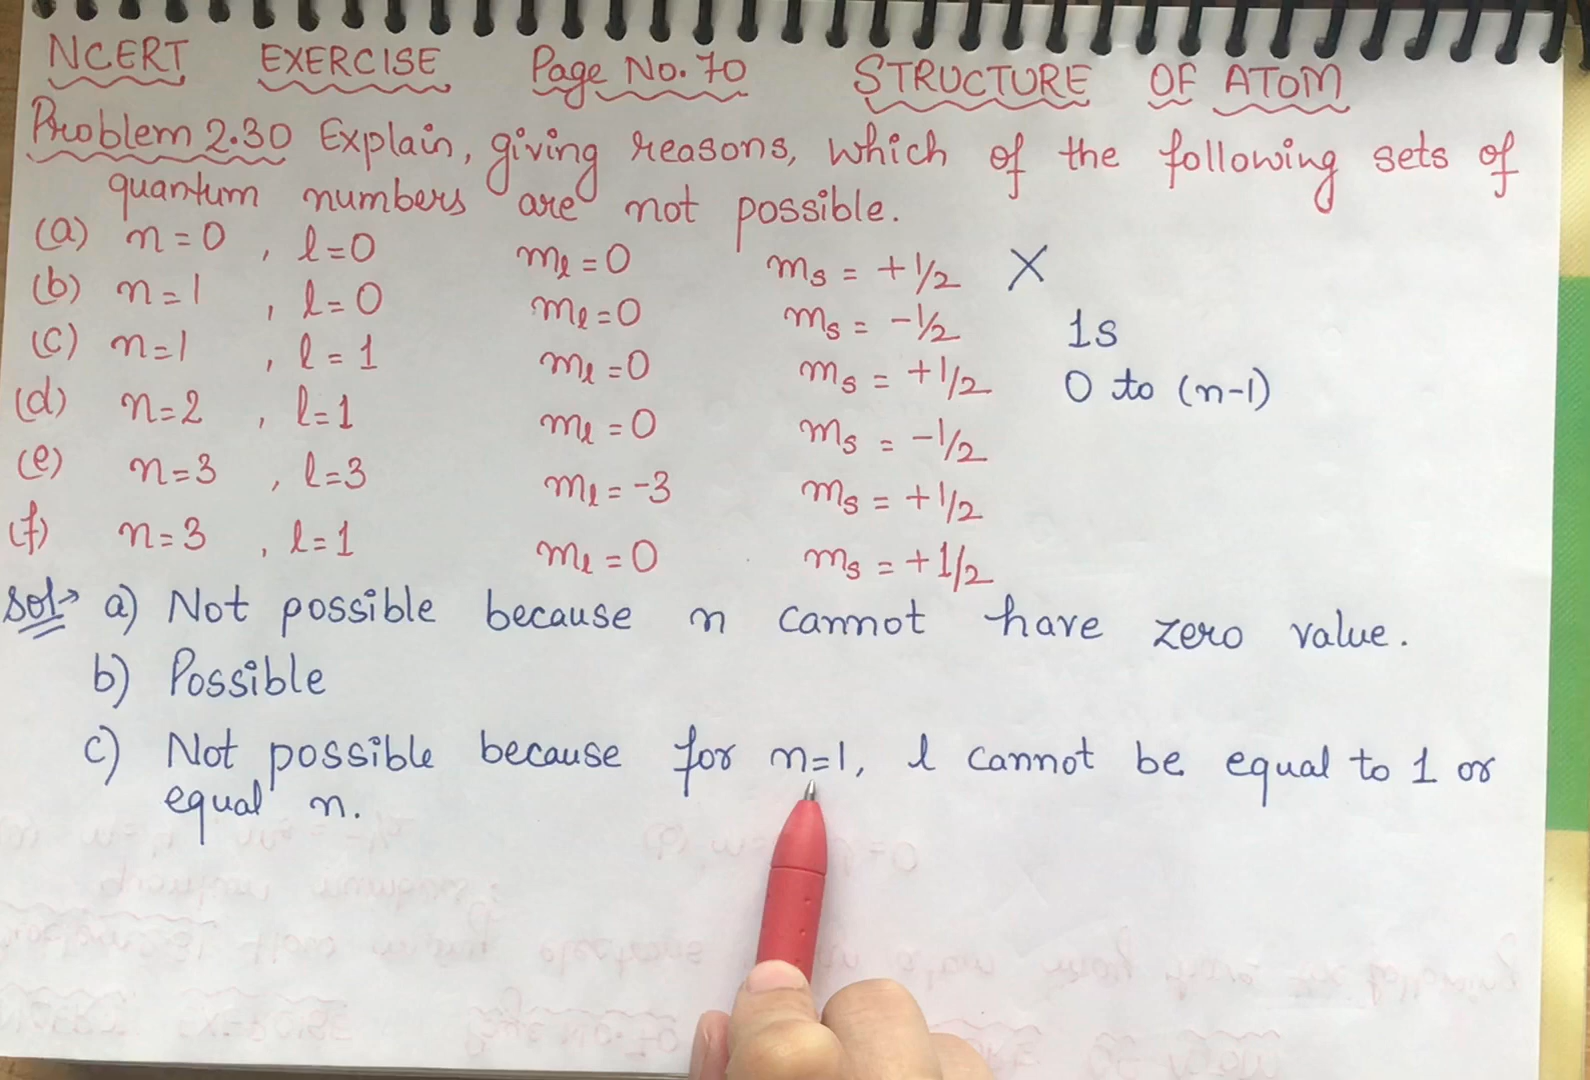 NCERT EXERCISE Page No. 70 STRUCTURE OF ATOM
Problem 2.30 Explain, giving reasons, which of the following sets of
quantum numbers are not possible.
(a) n=0, l=0 mₗ=0 mₛ = +1/2 X
(b) n=1, l=0 mₗ=0 mₛ = -1/2 1s
(c) n=1, l=1 mₗ=0 mₛ = +1/2 0 to (n-1)
(d) n=2, l=1 mₗ=0 mₛ = -1/2
(e) n=3, l=3 mₗ=-3 mₛ = +1/2
(f) n=3, l=1 mₗ=0 mₛ = +1/2
Sol→ a) Not possible because n cannot have zero value.
b) Possible
c) Not possible because for n=1, l cannot be equal to 1 or
equal n.